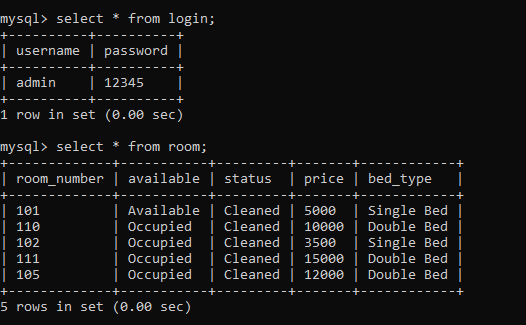 mysql> select * from login;
+----------+----------+
| username | password |
+----------+----------+
| admin    | 12345    |
+----------+----------+
1 row in set (0.00 sec)

mysql> select * from room;
+-------------+-----------+---------+-------+------------+
| room_number | available | status  | price | bed_type   |
+-------------+-----------+---------+-------+------------+
| 101         | Available | Cleaned | 5000  | Single Bed |
| 110         | Occupied  | Cleaned | 10000 | Double Bed |
| 102         | Occupied  | Cleaned | 3500  | Single Bed |
| 111         | Occupied  | Cleaned | 15000 | Double Bed |
| 105         | Occupied  | Cleaned | 12000 | Double Bed |
+-------------+-----------+---------+-------+------------+
5 rows in set (0.00 sec)